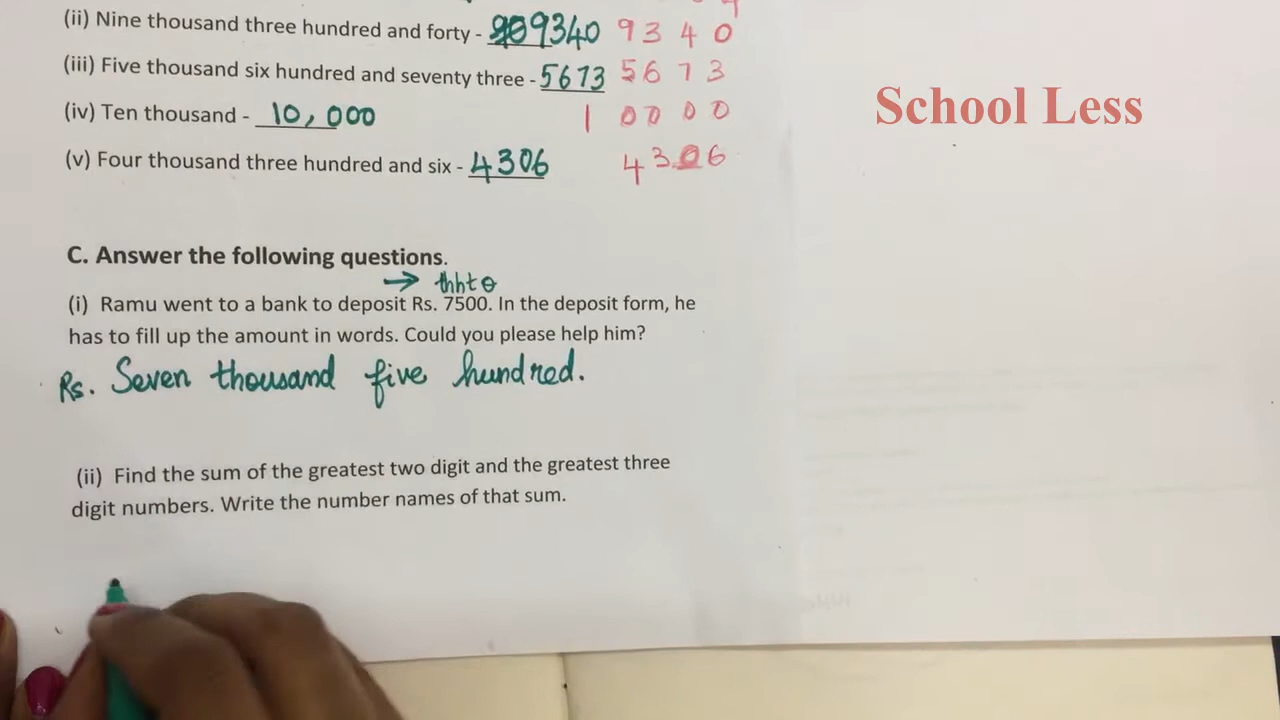 (ii) Nine thousand three hundred and forty - 9340 9 3 4 0
(iii) Five thousand six hundred and seventy three - 5673 5 6 7 3
School Less
(iv) Ten thousand - 10,000 1 0 0 0 0
(v) Four thousand three hundred and six - 4306 4 3 0 6
C. Answer the following questions.
→ th h t o
(i) Ramu went to a bank to deposit Rs. 7500. In the deposit form, he
has to fill up the amount in words. Could you please help him?
Rs. Seven thousand five hundred.
(ii) Find the sum of the greatest two digit and the greatest three
digit numbers. Write the number names of that sum.